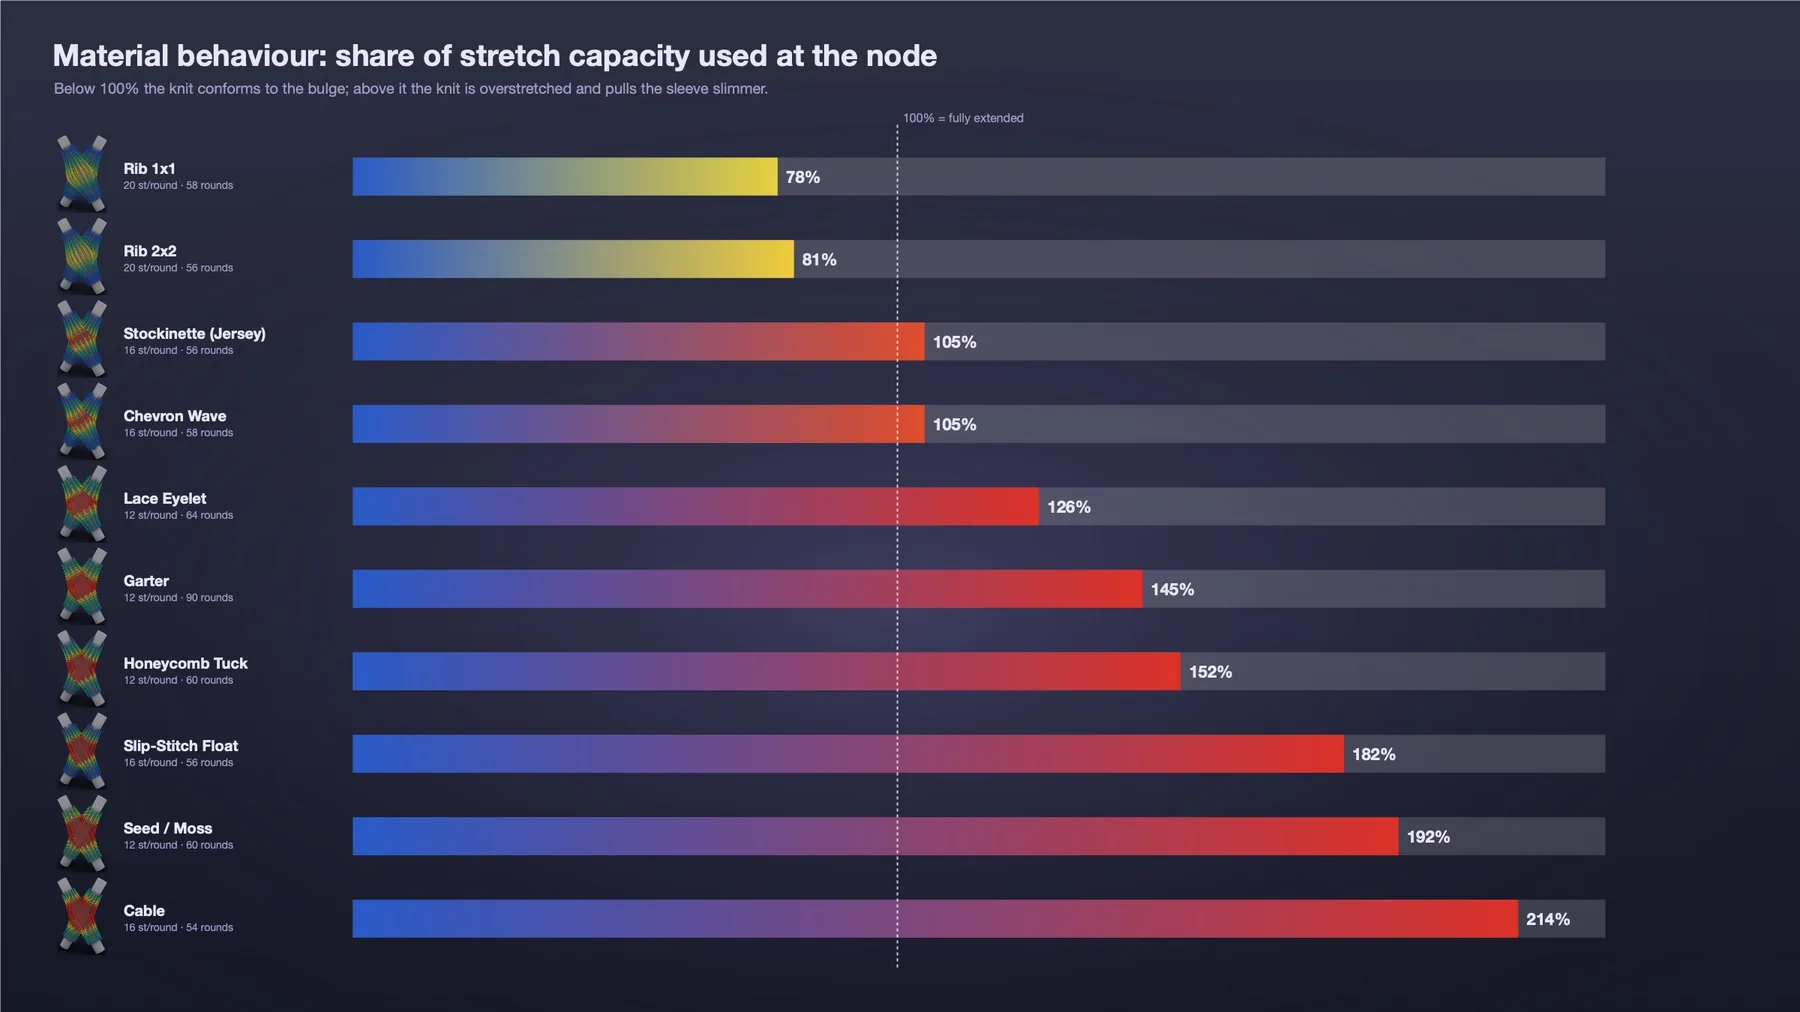 Material behaviour: share of stretch capacity used at the node
Below 100% the knit conforms to the bulge; above it the knit is overstretched and pulls the sleeve slimmer.
100% = fully extended
Rib 1x1
20 st/round · 58 rounds
78%
Rib 2x2
20 st/round · 56 rounds
81%
Stockinette (Jersey)
16 st/round · 56 rounds
105%
Chevron Wave
16 st/round · 58 rounds
105%
Lace Eyelet
12 st/round · 64 rounds
126%
Garter
12 st/round · 90 rounds
145%
Honeycomb Tuck
12 st/round · 60 rounds
152%
Slip-Stitch Float
16 st/round · 56 rounds
182%
Seed / Moss
12 st/round · 60 rounds
192%
Cable
16 st/round · 54 rounds
214%